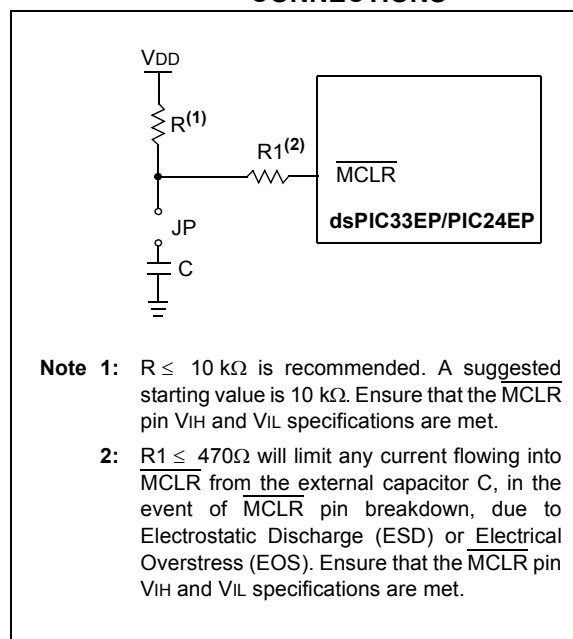 CONNECTIONS
VDD
R(1)
R1(2)
MCLR
JP
dsPIC33EP/PIC24EP
C
Note 1: R ≤ 10 kΩ is recommended. A suggested
starting value is 10 kΩ. Ensure that the MCLR
pin VIH and VIL specifications are met.
2: R1 ≤ 470Ω will limit any current flowing into
MCLR from the external capacitor C, in the
event of MCLR pin breakdown, due to
Electrostatic Discharge (ESD) or Electrical
Overstress (EOS). Ensure that the MCLR pin
VIH and VIL specifications are met.